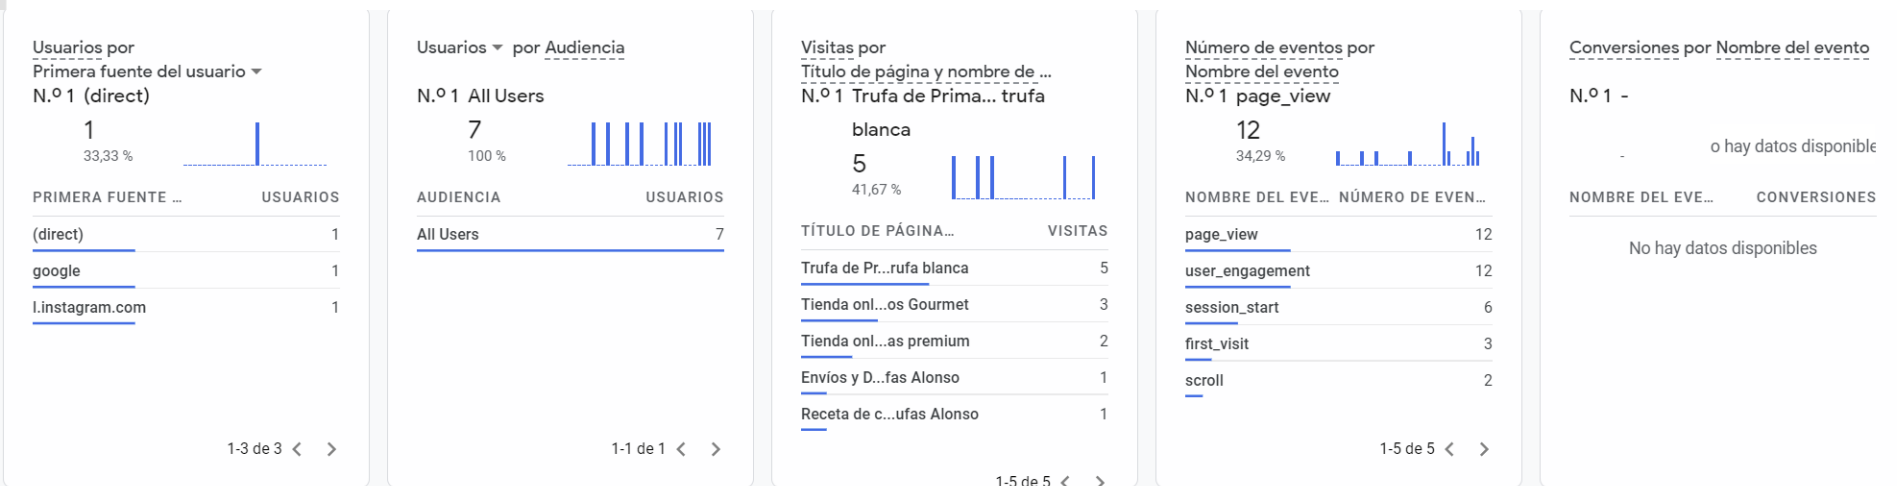 Usuarios por
Primera fuente del usuario
N.º 1 (direct)
1
33,33 %
PRIMERA FUENTE ... USUARIOS
(direct) 1
google 1
l.instagram.com 1
1-3 de 3
Usuarios por Audiencia
N.º 1 All Users
7
100 %
AUDIENCIA USUARIOS
All Users 7
1-1 de 1
Visitas por
Título de página y nombre de ...
N.º 1 Trufa de Prima... trufa
blanca
5
41,67 %
TÍTULO DE PÁGINA... VISITAS
Trufa de Pr...rufa blanca 5
Tienda onl...os Gourmet 3
Tienda onl...as premium 2
Envíos y D...fas Alonso 1
Receta de c...ufas Alonso 1
1-5 de 5
Número de eventos por
Nombre del evento
N.º 1 page_view
12
34,29 %
NOMBRE DEL EVE... NÚMERO DE EVEN...
page_view 12
user_engagement 12
session_start 6
first_visit 3
scroll 2
1-5 de 5
Conversiones por Nombre del evento
N.º 1 -
- o hay datos disponible
NOMBRE DEL EVE... CONVERSIONES
No hay datos disponibles